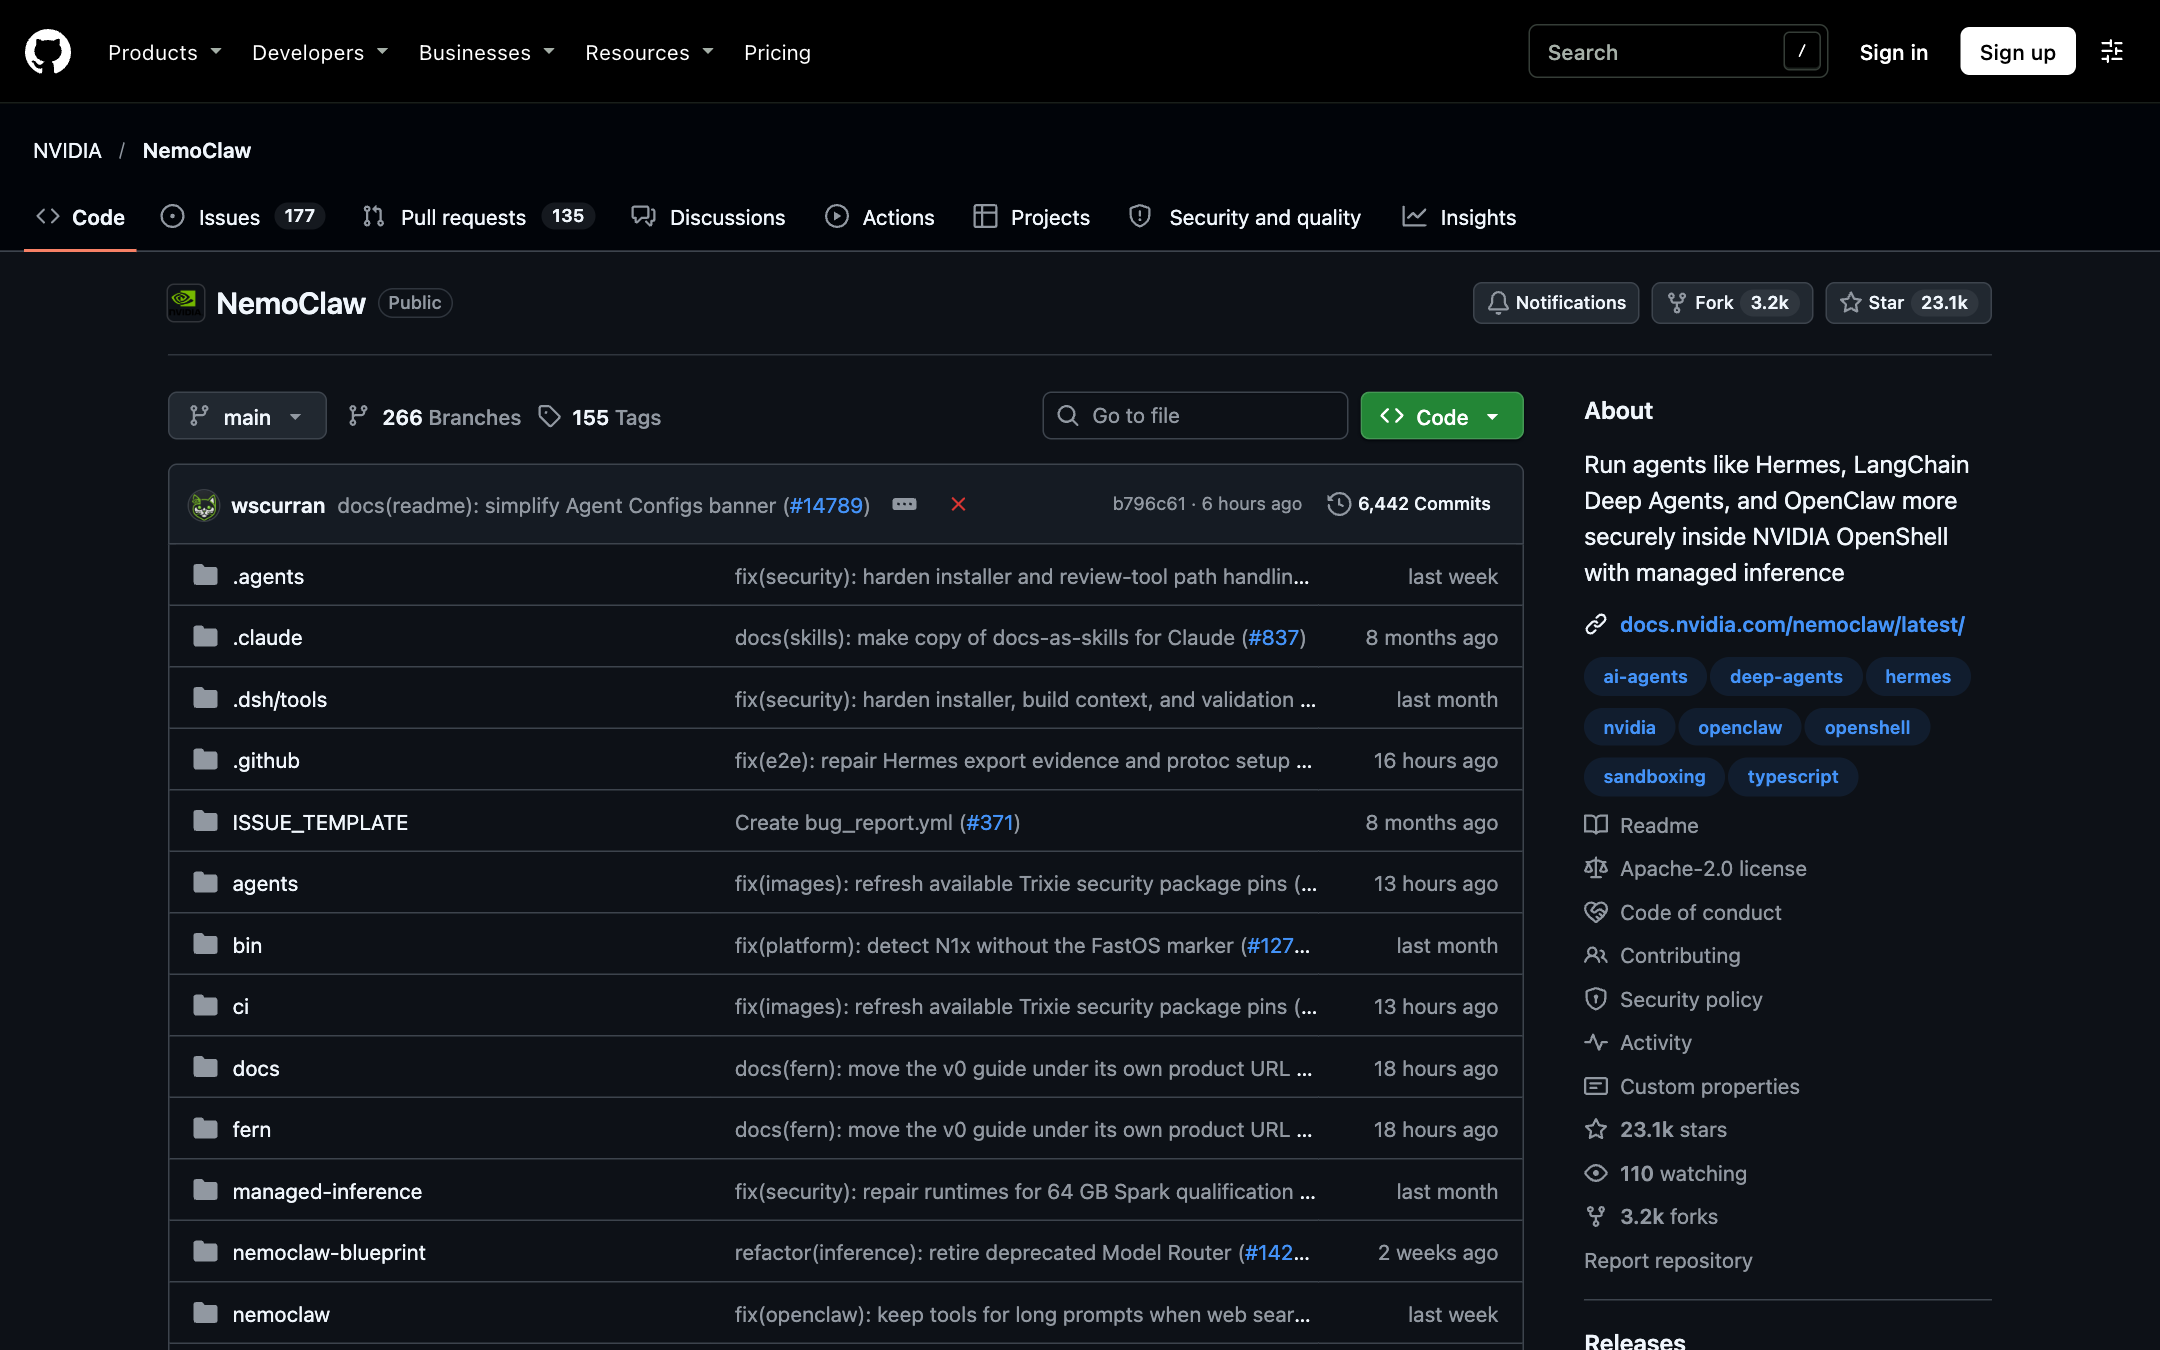 Products Developers Businesses Resources Pricing Search / Sign in Sign up
NVIDIA / NemoClaw
Code Issues 177 Pull requests 135 Discussions Actions Projects Security and quality Insights
NemoClaw Public Notifications Fork 3.2k Star 23.1k
main 266 Branches 155 Tags Go to file Code
wscurran docs(readme): simplify Agent Configs banner (#14789) b796c61 · 6 hours ago 6,442 Commits
.agents fix(security): harden installer and review-tool path handlin... last week
.claude docs(skills): make copy of docs-as-skills for Claude (#837) 8 months ago
.dsh/tools fix(security): harden installer, build context, and validation ... last month
.github fix(e2e): repair Hermes export evidence and protoc setup ... 16 hours ago
ISSUE_TEMPLATE Create bug_report.yml (#371) 8 months ago
agents fix(images): refresh available Trixie security package pins (... 13 hours ago
bin fix(platform): detect N1x without the FastOS marker (#127... last month
ci fix(images): refresh available Trixie security package pins (... 13 hours ago
docs docs(fern): move the v0 guide under its own product URL ... 18 hours ago
fern docs(fern): move the v0 guide under its own product URL ... 18 hours ago
managed-inference fix(security): repair runtimes for 64 GB Spark qualification ... last month
nemoclaw-blueprint refactor(inference): retire deprecated Model Router (#142... 2 weeks ago
nemoclaw fix(openclaw): keep tools for long prompts when web sear... last week
About
Run agents like Hermes, LangChain
Deep Agents, and OpenClaw more
securely inside NVIDIA OpenShell
with managed inference
docs.nvidia.com/nemoclaw/latest/
ai-agents deep-agents hermes
nvidia openclaw openshell
sandboxing typescript
Readme
Apache-2.0 license
Code of conduct
Contributing
Security policy
Activity
Custom properties
23.1k stars
110 watching
3.2k forks
Report repository
Releases